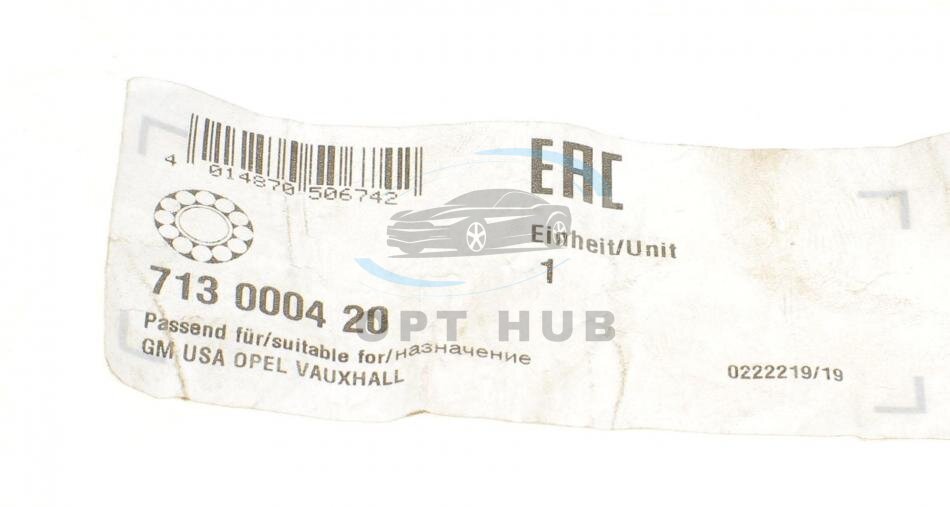 4 014870 506742
EAC
Einheit/Unit
1
713 0004 20
OPT HUB
Passend für/suitable for/назначение
GM USA OPEL VAUXHALL
0222219/19